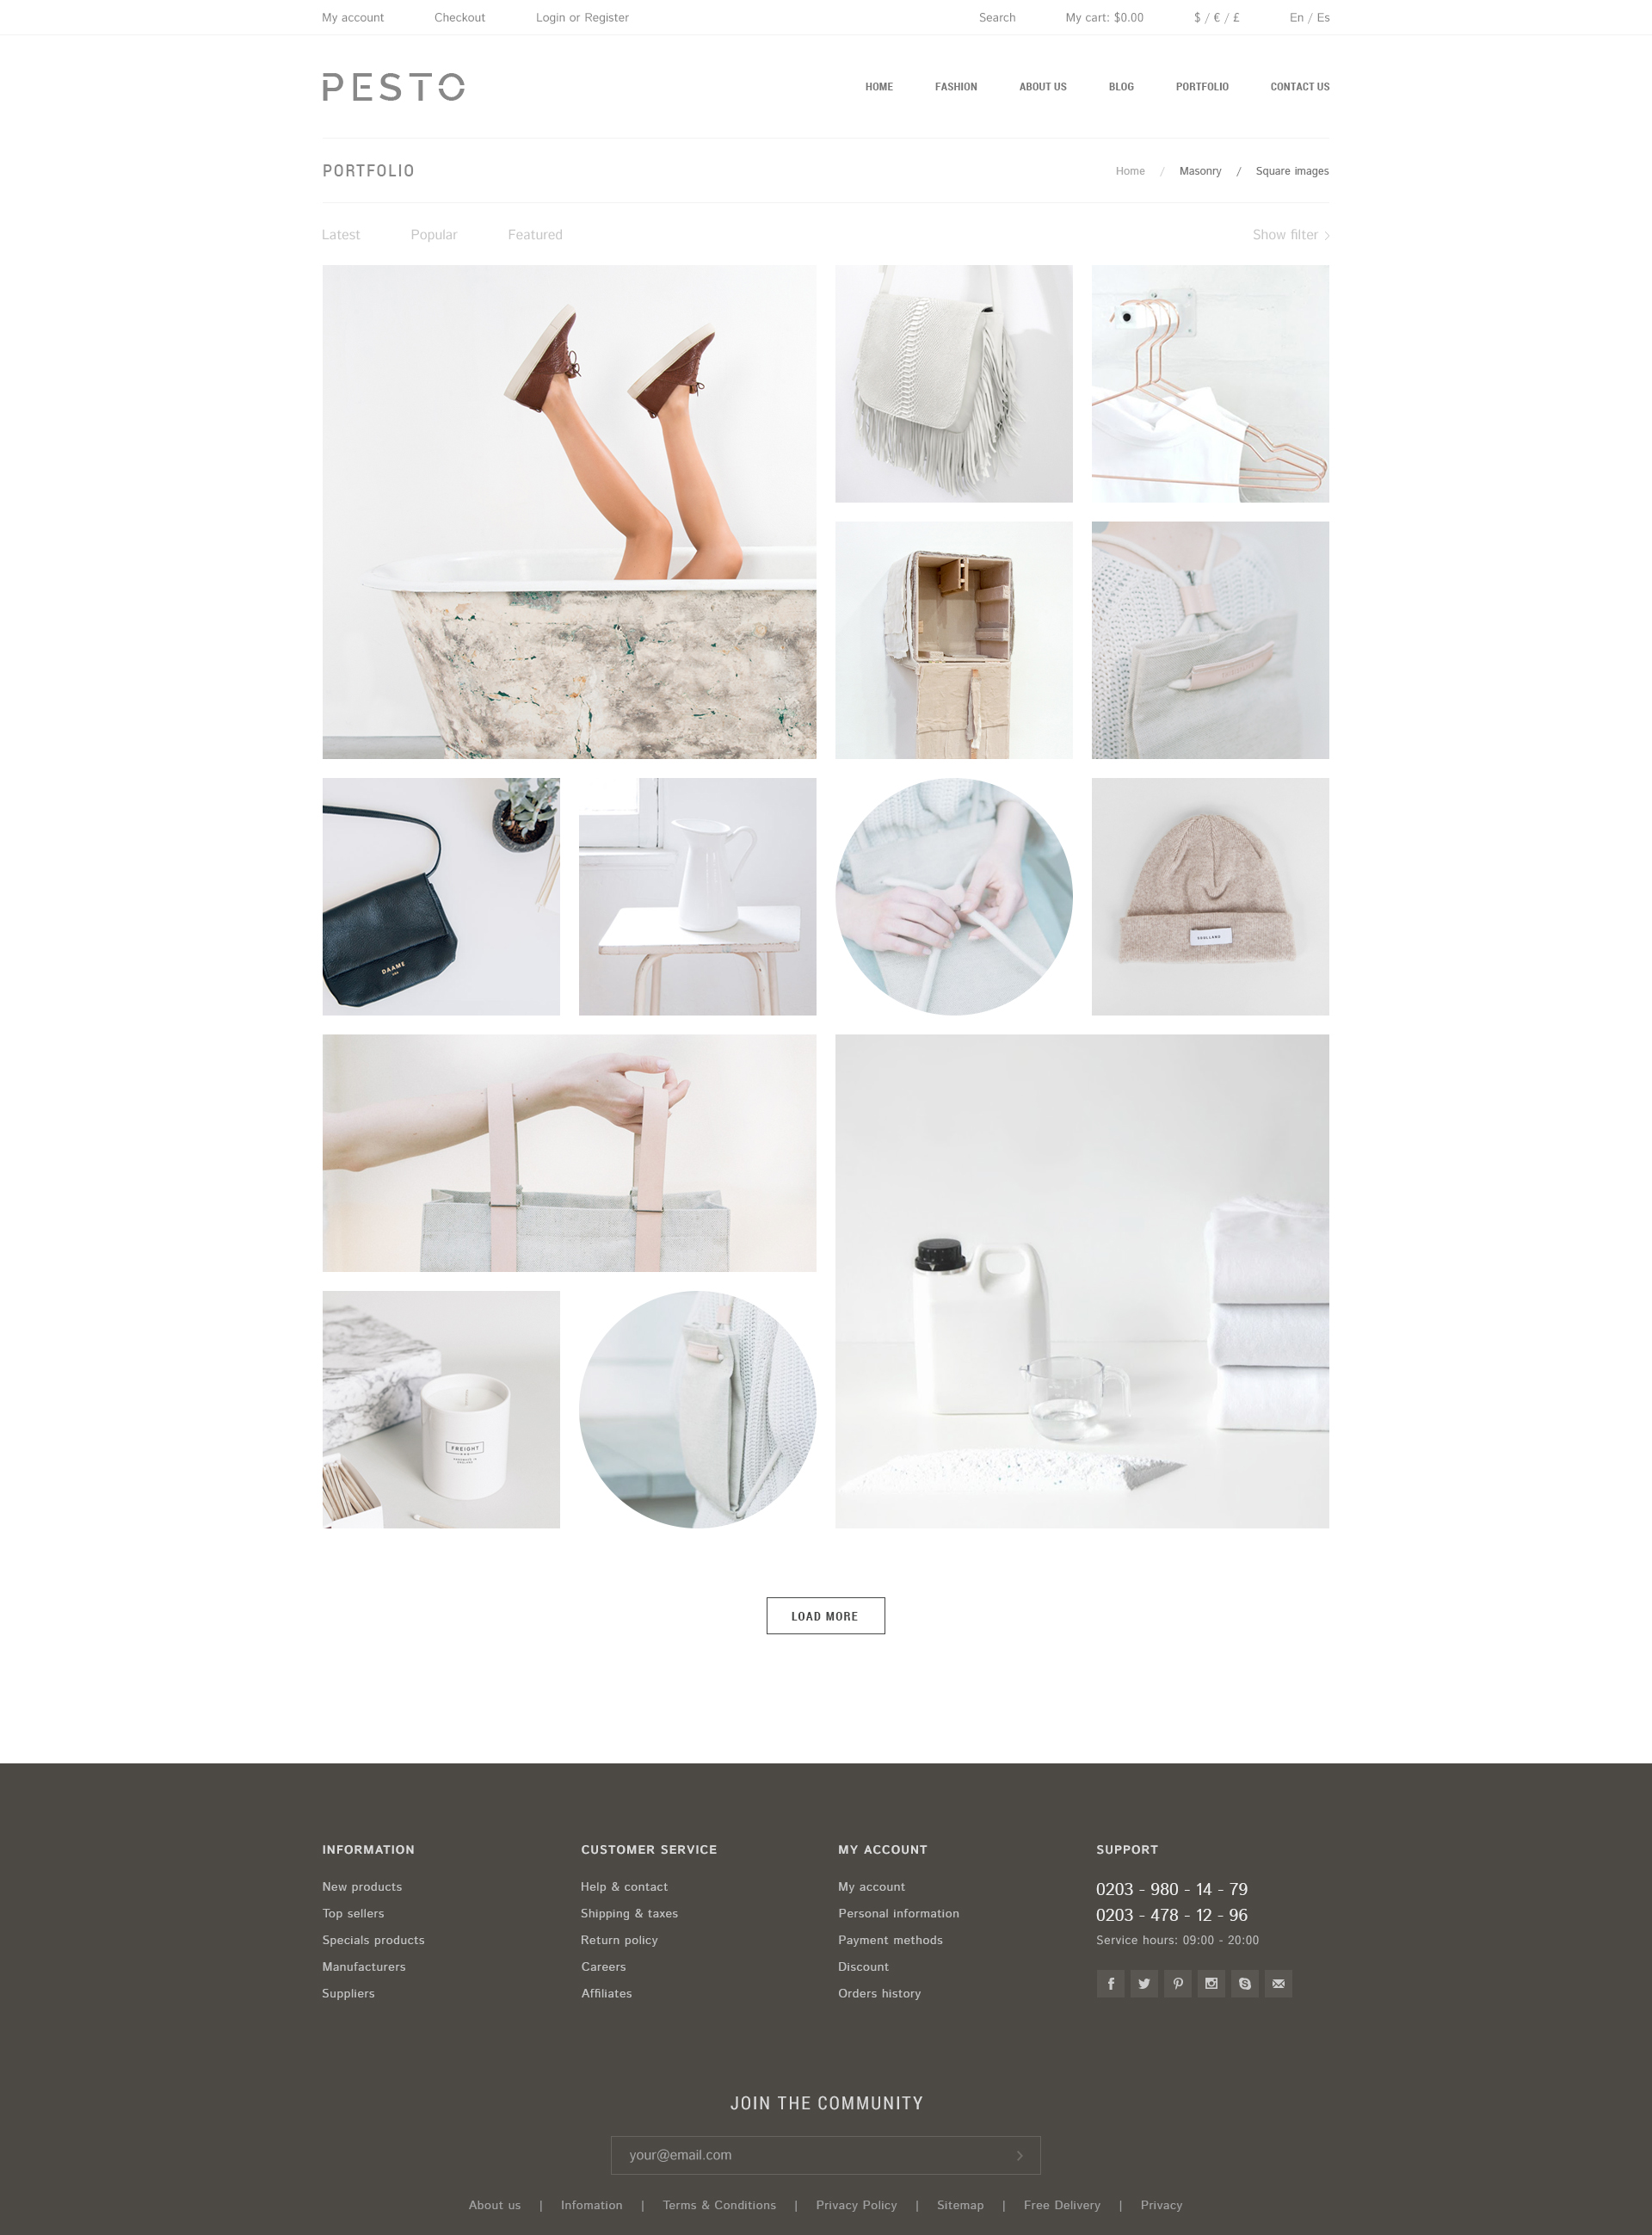 My account Checkout Login or Register Search My cart: $0.00 $ / € / £ En / Es
PESTO
HOME FASHION ABOUT US BLOG PORTFOLIO CONTACT US
PORTFOLIO
Home / Masonry / Square images
Latest Popular Featured Show filter
DAAME
FREIGHT
LOAD MORE
INFORMATION
New products
Top sellers
Specials products
Manufacturers
Suppliers
CUSTOMER SERVICE
Help & contact
Shipping & taxes
Return policy
Careers
Affiliates
MY ACCOUNT
My account
Personal information
Payment methods
Discount
Orders history
SUPPORT
0203 - 980 - 14 - 79
0203 - 478 - 12 - 96
Service hours: 09:00 - 20:00
JOIN THE COMMUNITY
your@email.com
About us | Infomation | Terms & Conditions | Privacy Policy | Sitemap | Free Delivery | Privacy